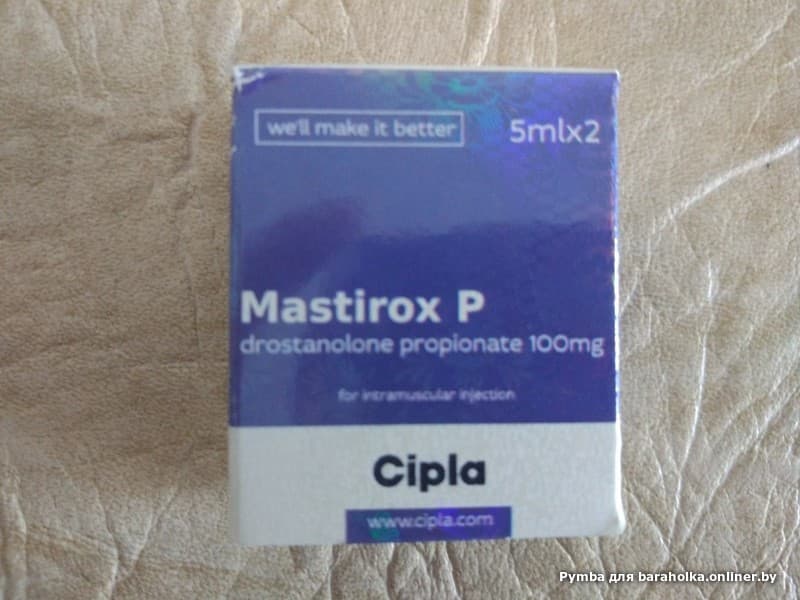 we'll make it better
5mlx2
Mastirox P
drostanolone propionate 100mg
for intramuscular injection
Cipla
www.cipla.com
Румба для baraholka.onliner.by